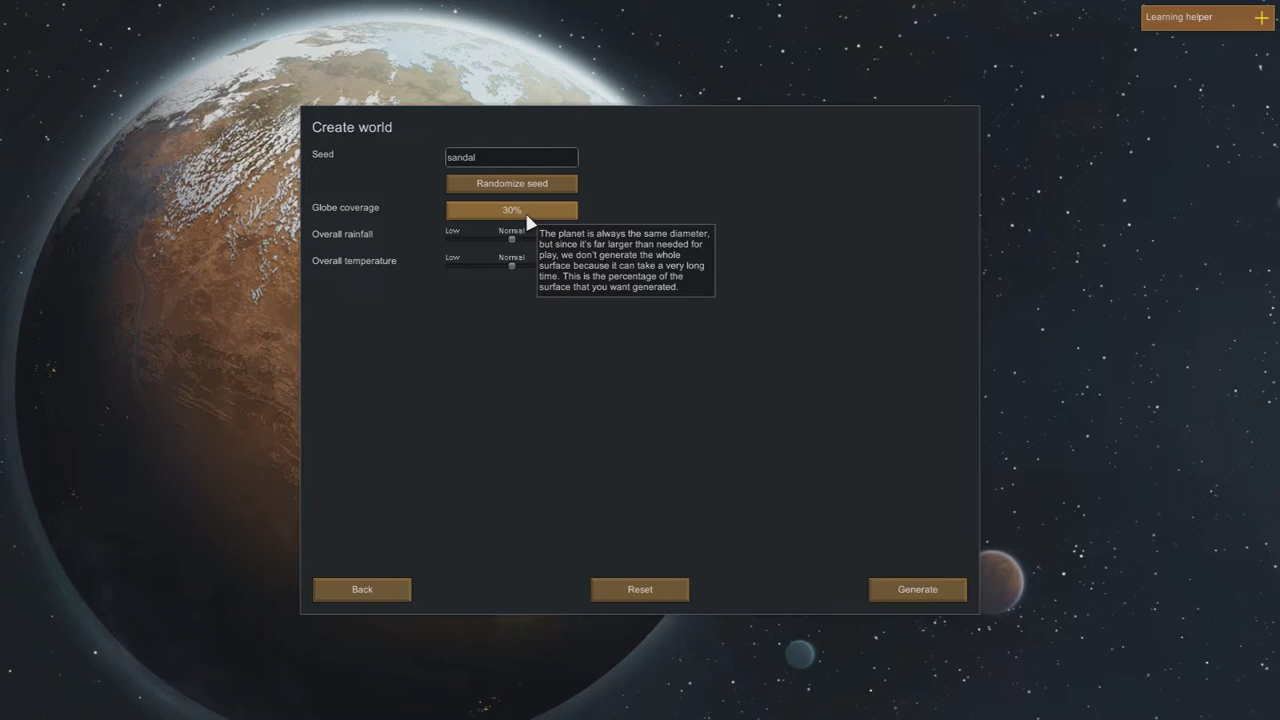 Learning helper
Create world
Seed
sandal
Randomize seed
Globe coverage
30%
Overall rainfall
Low
Normal
Overall temperature
Low
Normal
The planet is always the same diameter,
but since it's far larger than needed for
play, we don't generate the whole
surface because it can take a very long
time. This is the percentage of the
surface that you want generated.
Back
Reset
Generate